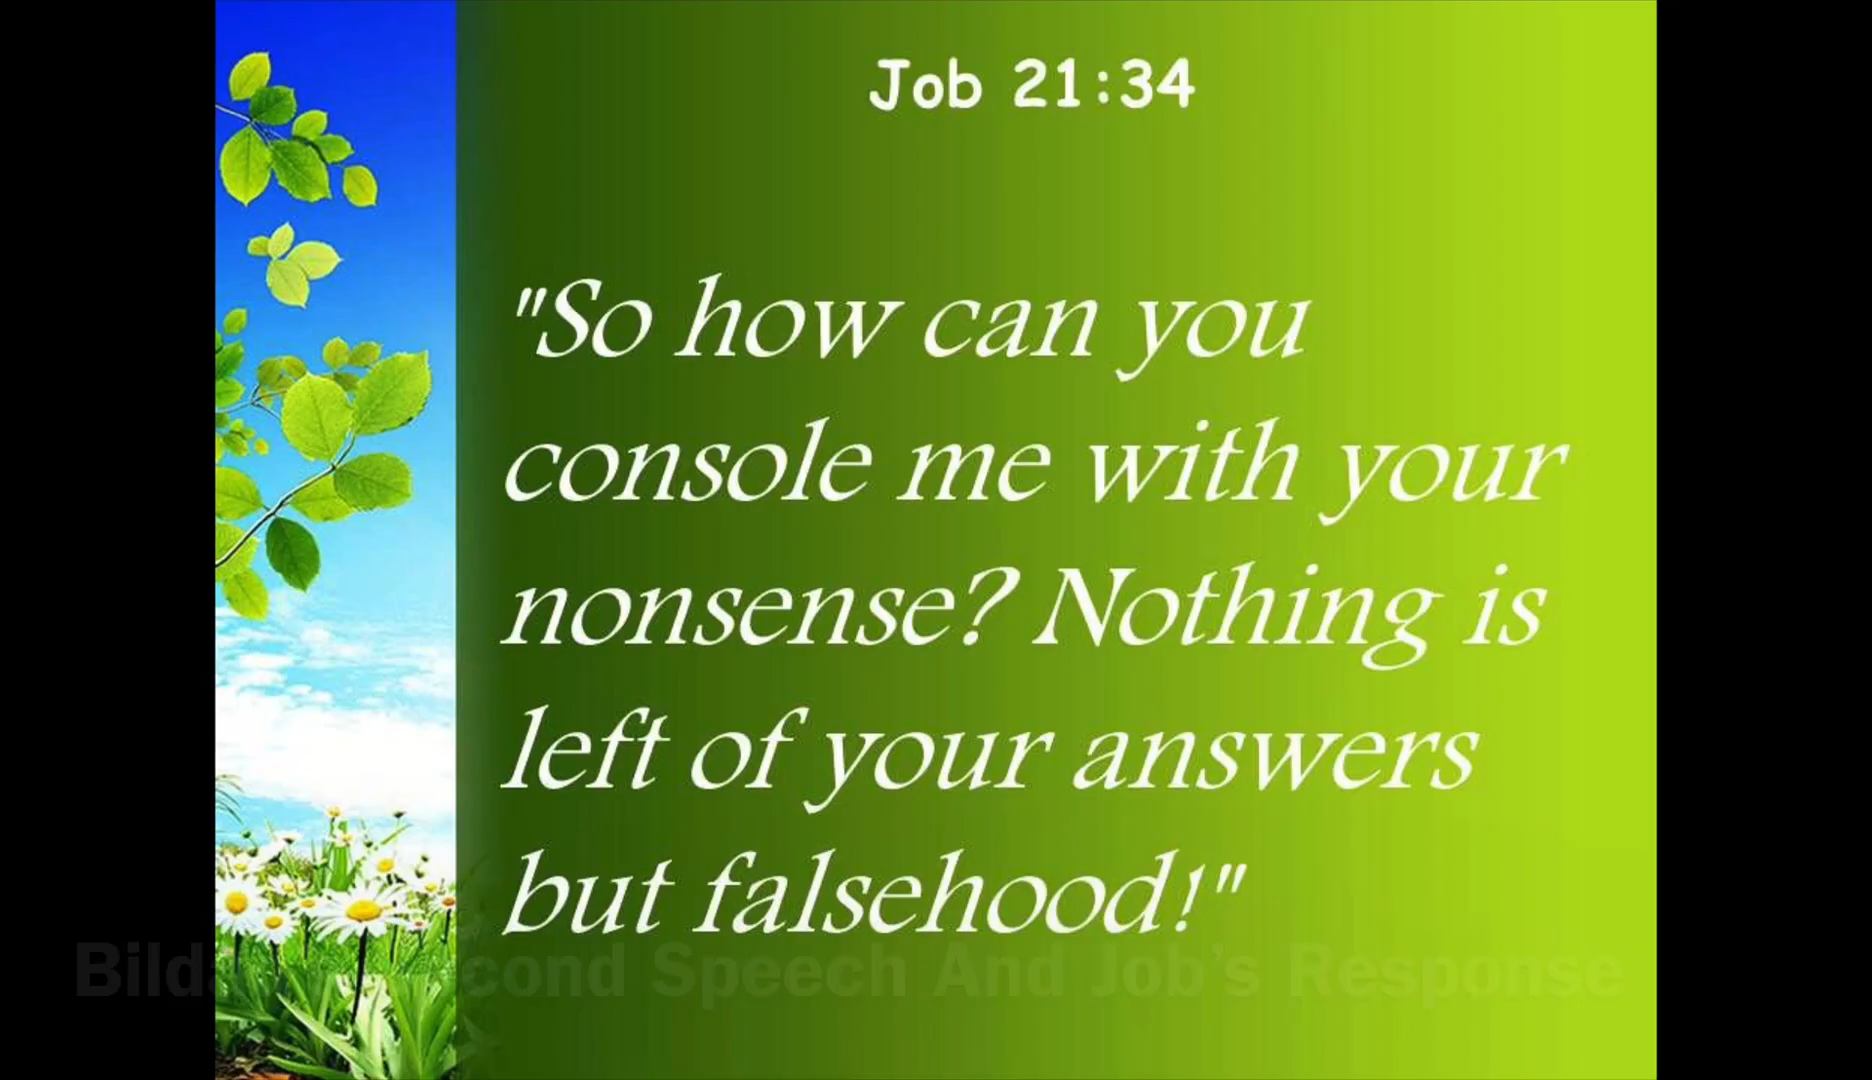 Job 21:34
"So how can you
console me with your
nonsense? Nothing is
left of your answers
but falsehood!"
Speech And Job's Response